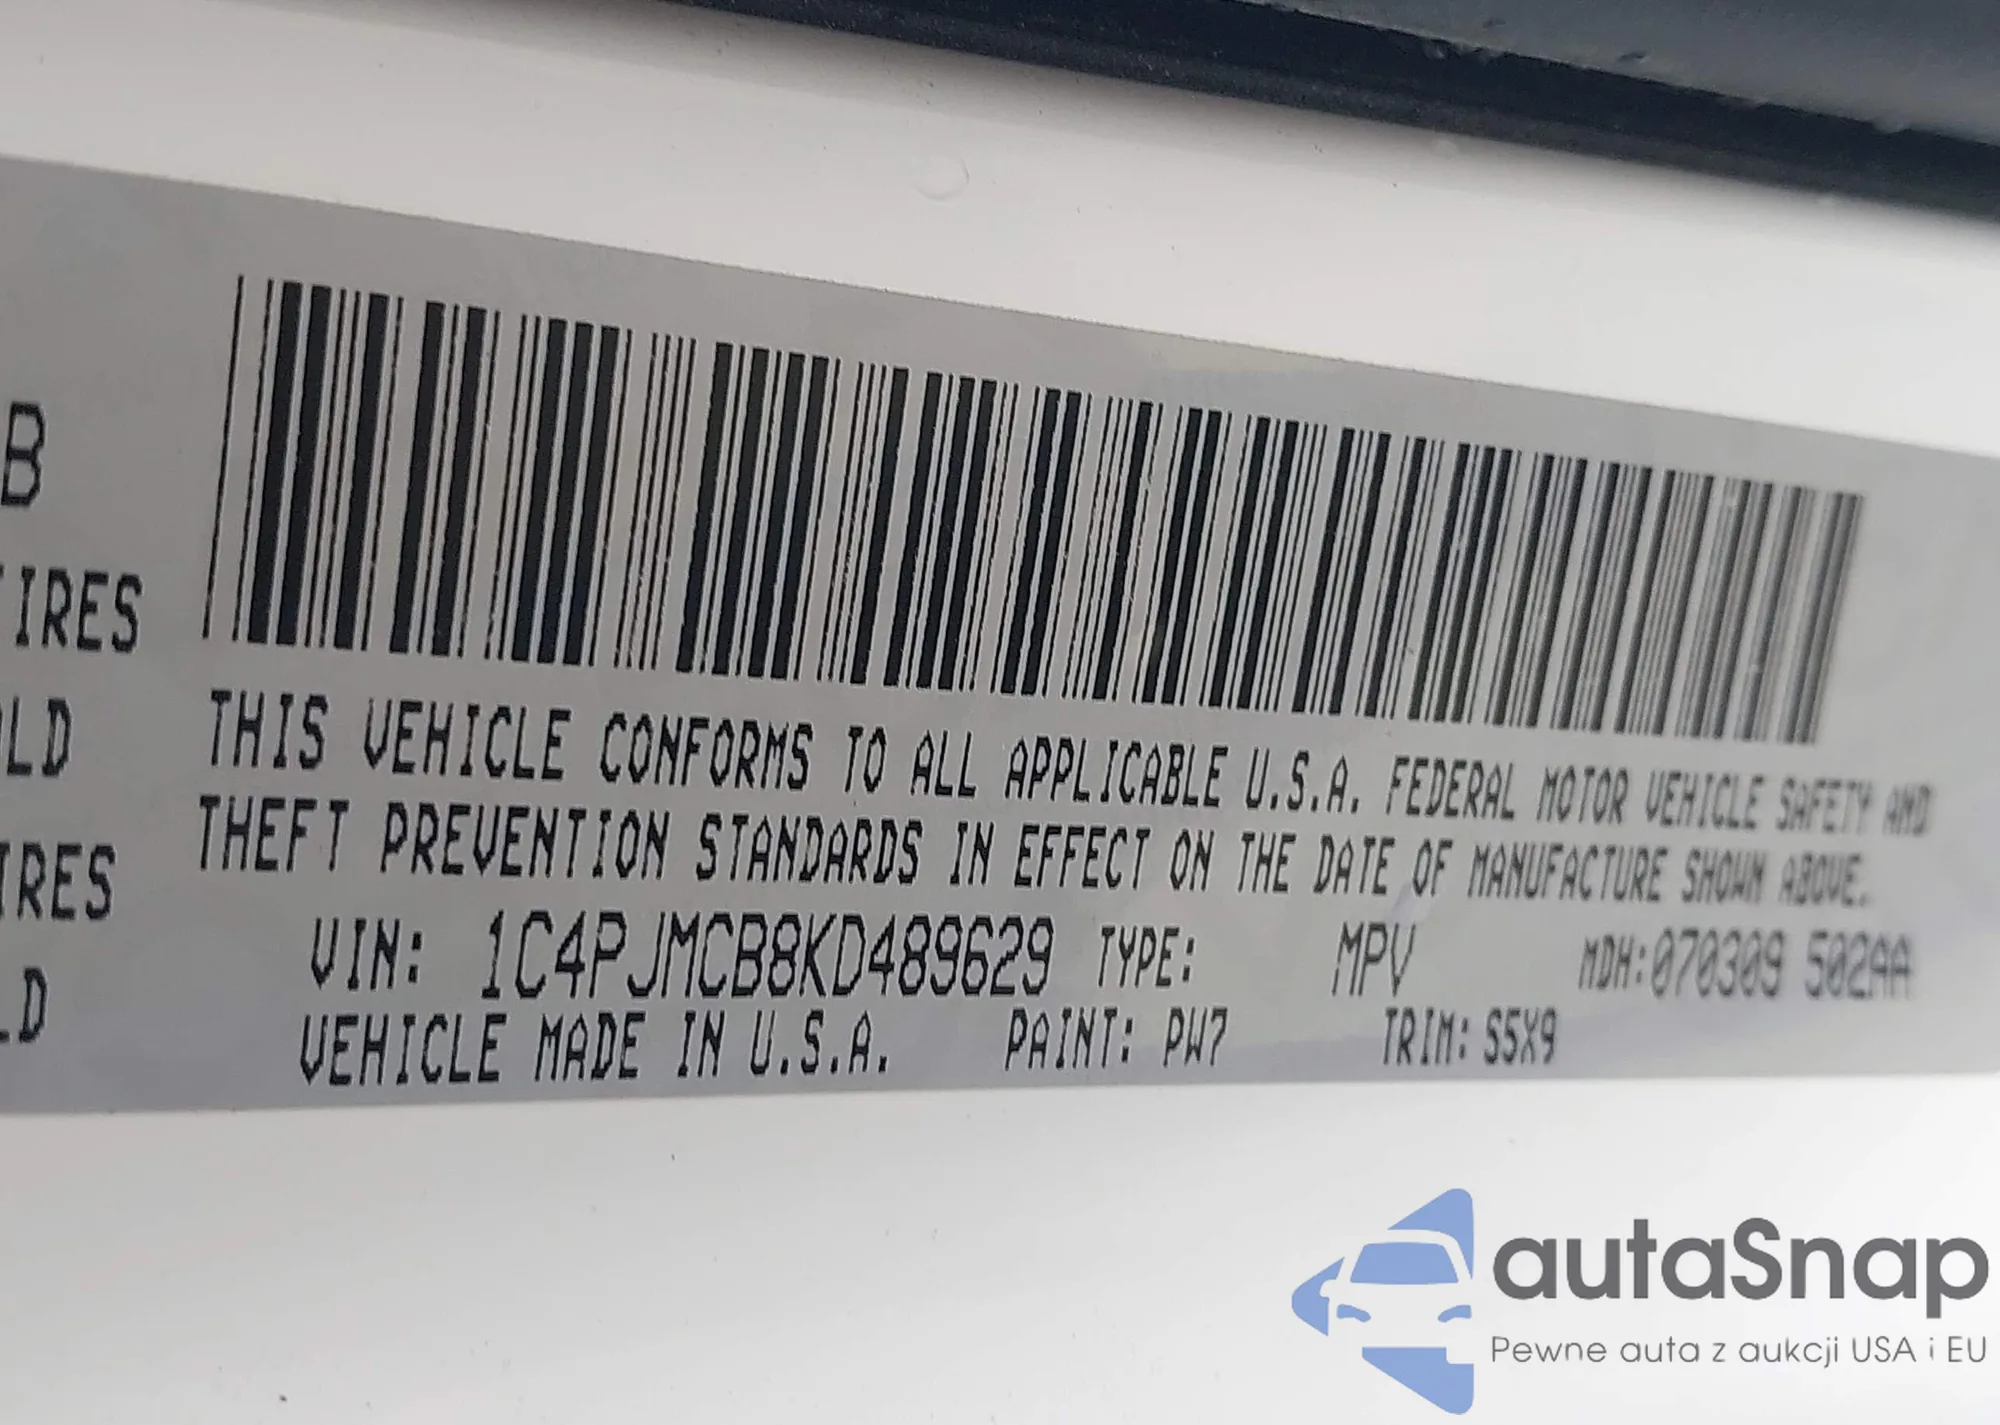 B
IRES
LD
IRES
LD
THIS VEHICLE CONFORMS TO ALL APPLICABLE U.S.A. FEDERAL MOTOR VEHICLE SAFETY AND
THEFT PREVENTION STANDARDS IN EFFECT ON THE DATE OF MANUFACTURE SHOWN ABOVE.
VIN: 1C4PJMCB8KD489629 TYPE: MPV MDH:070309 502AA
VEHICLE MADE IN U.S.A. PAINT: PW7 TRIM: S5X9
autaSnap
Pewne auta z aukcji USA i EU